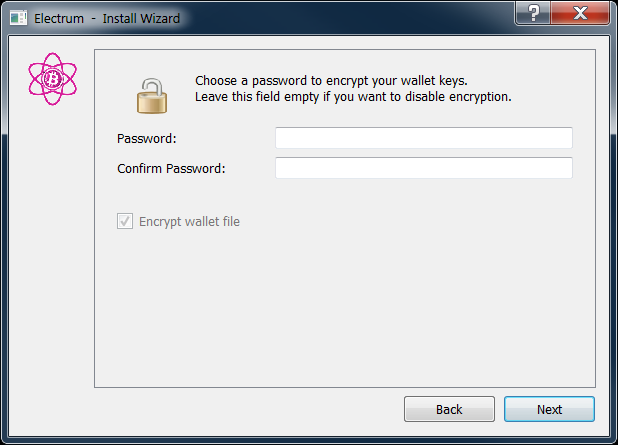 Electrum - Install Wizard
Choose a password to encrypt your wallet keys.
Leave this field empty if you want to disable encryption.
Password:
Confirm Password:
Encrypt wallet file
Back
Next